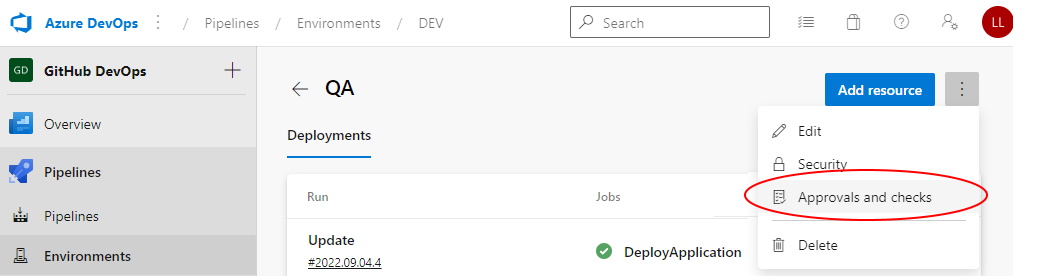 Azure DevOps / Pipelines / Environments / DEV Search LL
GD GitHub DevOps
QA Add resource
Overview
Deployments
Edit
Security
Pipelines
Run Jobs Approvals and checks
Pipelines
Update
DeployApplication Delete
Environments
#2022.09.04.4